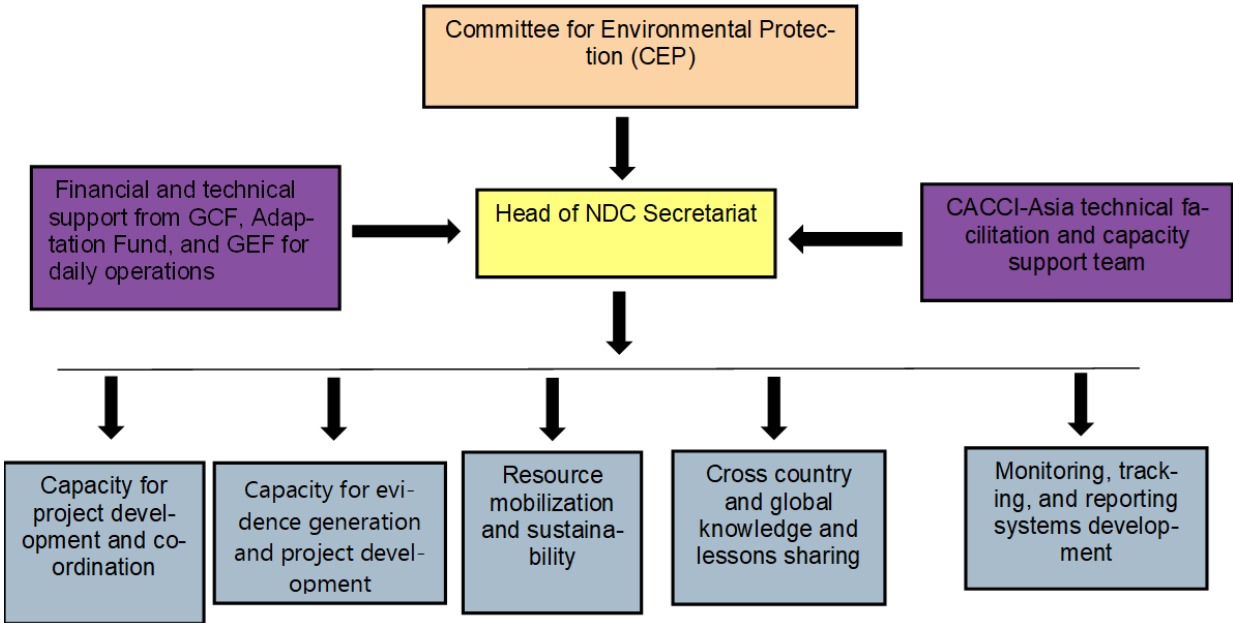 Committee for Environmental Protec-
tion (CEP)
Financial and technical
support from GCF, Adap-
tation Fund, and GEF for
daily operations
Head of NDC Secretariat
CACCI-Asia technical fa-
cilitation and capacity
support team
Capacity for
project devel-
opment and co-
ordination
Capacity for evi-
dence generation
and project devel-
opment
Resource
mobilization
and sustaina-
bility
Cross country
and global
knowledge and
lessons sharing
Monitoring, track-
ing, and reporting
systems develop-
ment